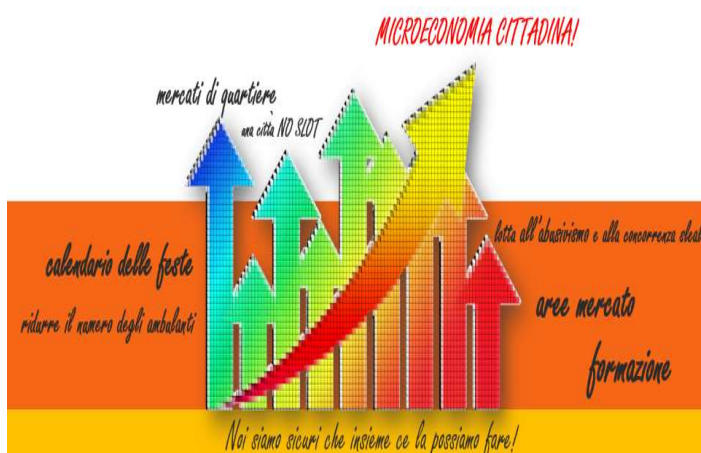 MICROECONOMIA CITTADINA!
mercati di quartiere
una città NO SLOT
calendario delle feste
ridurre il numero degli ambulanti
lotta all'abusivismo e alla concorrenza
aree mercato
formazione
Noi siamo sicuri che insieme ce la possiamo fare!